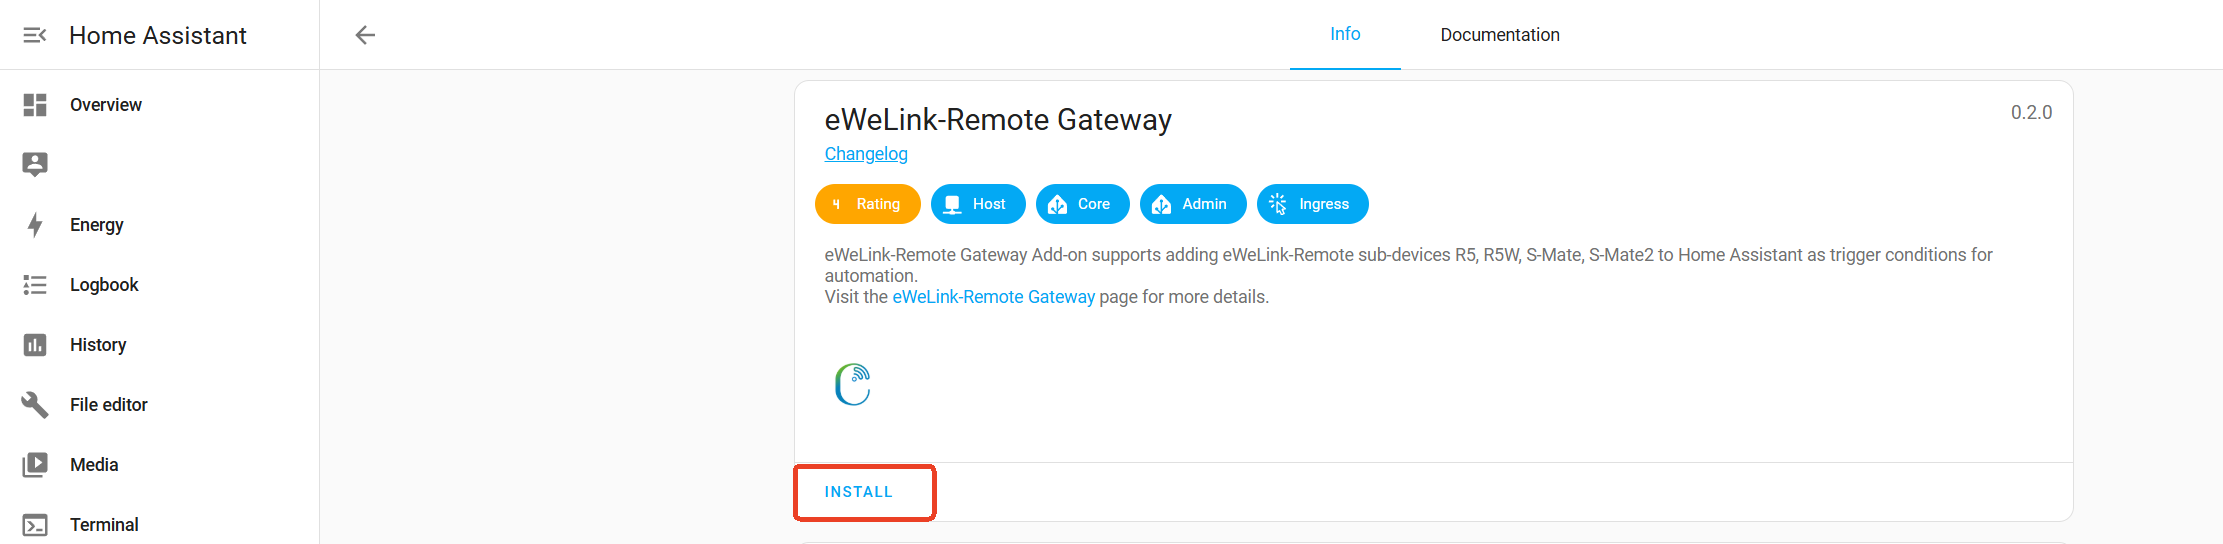 Home Assistant
Info
Documentation
Overview
Energy
Logbook
History
File editor
Media
Terminal
eWeLink-Remote Gateway
0.2.0
Changelog
4 Rating
Host
Core
Admin
Ingress
eWeLink-Remote Gateway Add-on supports adding eWeLink-Remote sub-devices R5, R5W, S-Mate, S-Mate2 to Home Assistant as trigger conditions for
automation.
Visit the eWeLink-Remote Gateway page for more details.
INSTALL